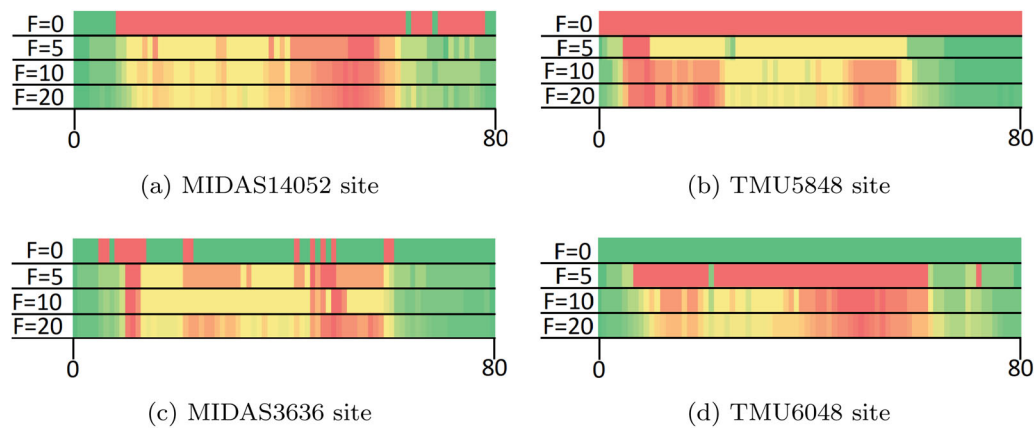 F=0
F=5
F=10
F=20
0 80
(a) MIDAS14052 site
F=0
F=5
F=10
F=20
0 80
(b) TMU5848 site
F=0
F=5
F=10
F=20
0 80
(c) MIDAS3636 site
F=0
F=5
F=10
F=20
0 80
(d) TMU6048 site